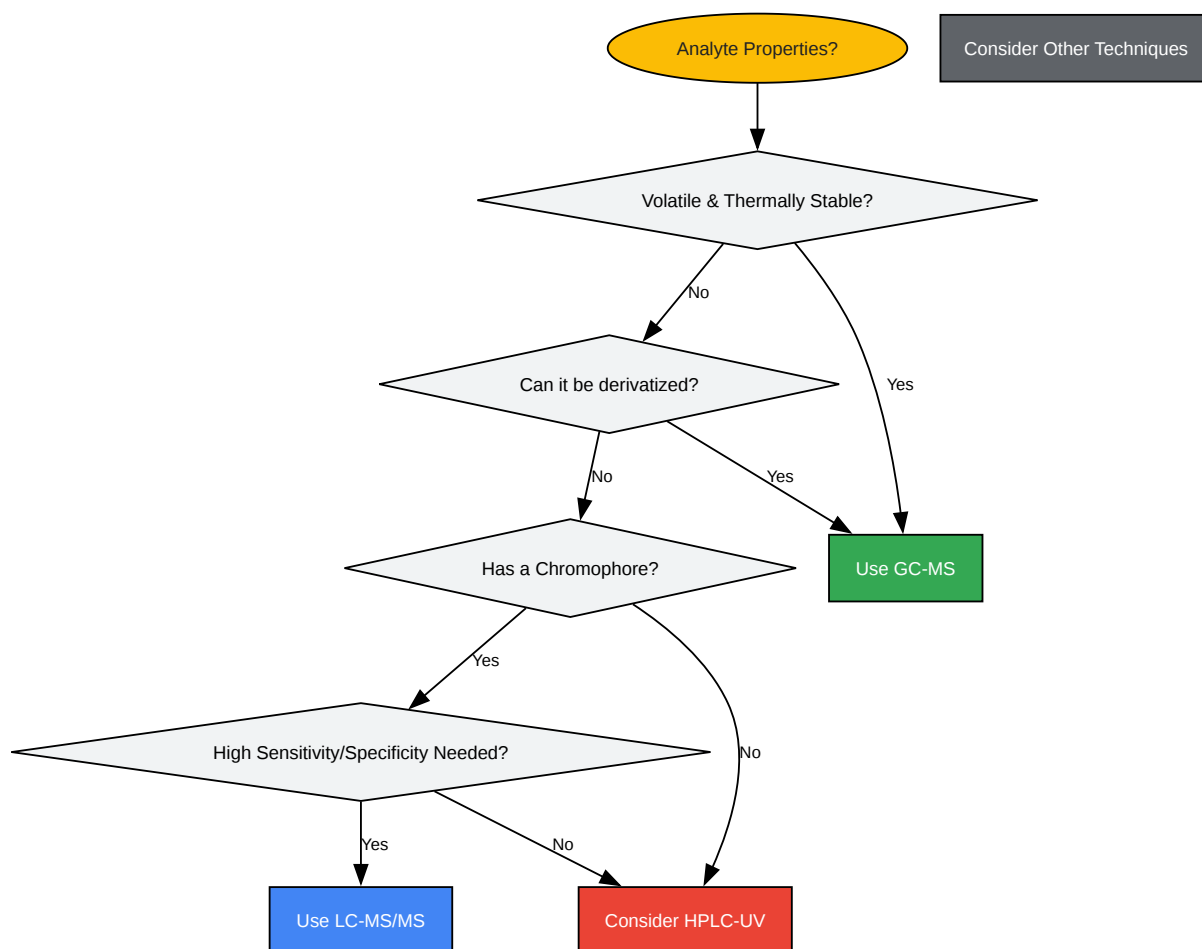 Analyte Properties?
Consider Other Techniques
Volatile & Thermally Stable?
No
Can it be derivatized?
Yes
No
Yes
Has a Chromophore?
Use GC-MS
Yes
High Sensitivity/Specificity Needed?
No
Yes
No
Use LC-MS/MS
Consider HPLC-UV